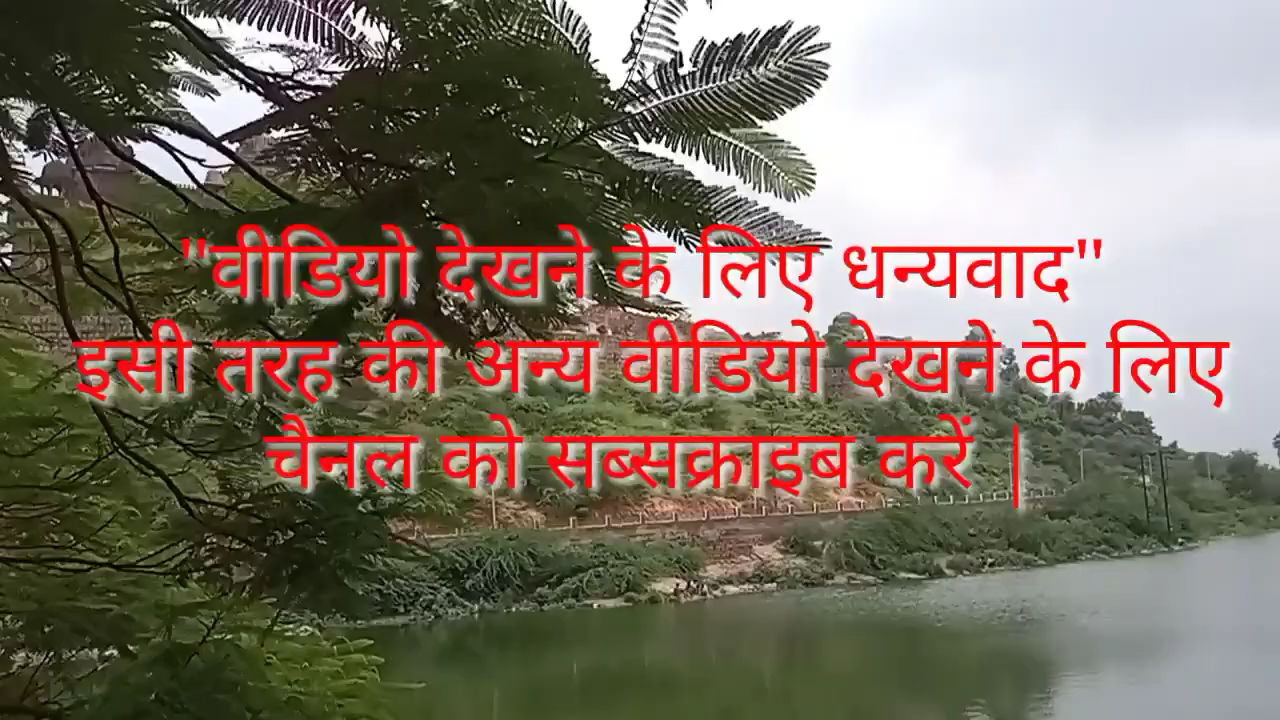 "वीडियो देखने के लिए धन्यवाद"
इसी तरह की अन्य वीडियो देखने के लिए
चैनल को सब्सक्राइब करें |